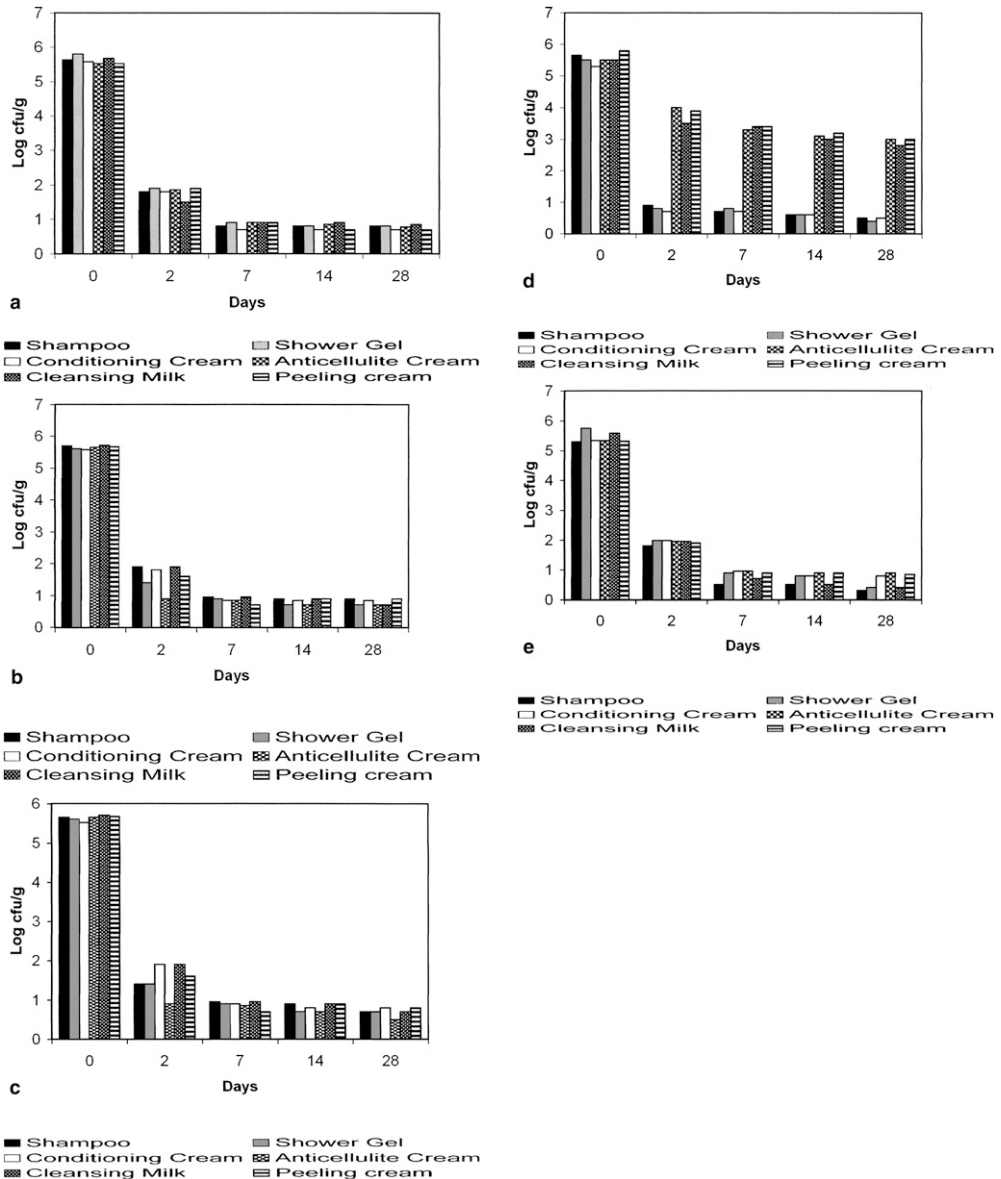 7
6
5
4
3
2
1
0
Log cfu/g
0 2 7 14 28
Days
a
Shampoo Shower Gel
Conditioning Cream Anticellulite Cream
Cleansing Milk Peeling cream
7
6
5
4
3
2
1
0
Log cfu/g
0 2 7 14 28
Days
b
Shampoo Shower Gel
Conditioning Cream Anticellulite Cream
Cleansing Milk Peeling cream
6
5
4
3
2
1
0
Log cfu/g
0 2 7 14 28
Days
c
Shampoo Shower Gel
Conditioning Cream Anticellulite Cream
Cleansing Milk Peeling cream
7
6
5
4
3
2
1
0
Log cfu/g
0 2 7 14 28
Days
d
Shampoo Shower Gel
Conditioning Cream Anticellulite Cream
Cleansing Milk Peeling cream
7
6
5
4
3
2
1
0
Log cfu/g
0 2 7 14 28
Days
e
Shampoo Shower Gel
Conditioning Cream Anticellulite Cream
Cleansing Milk Peeling cream